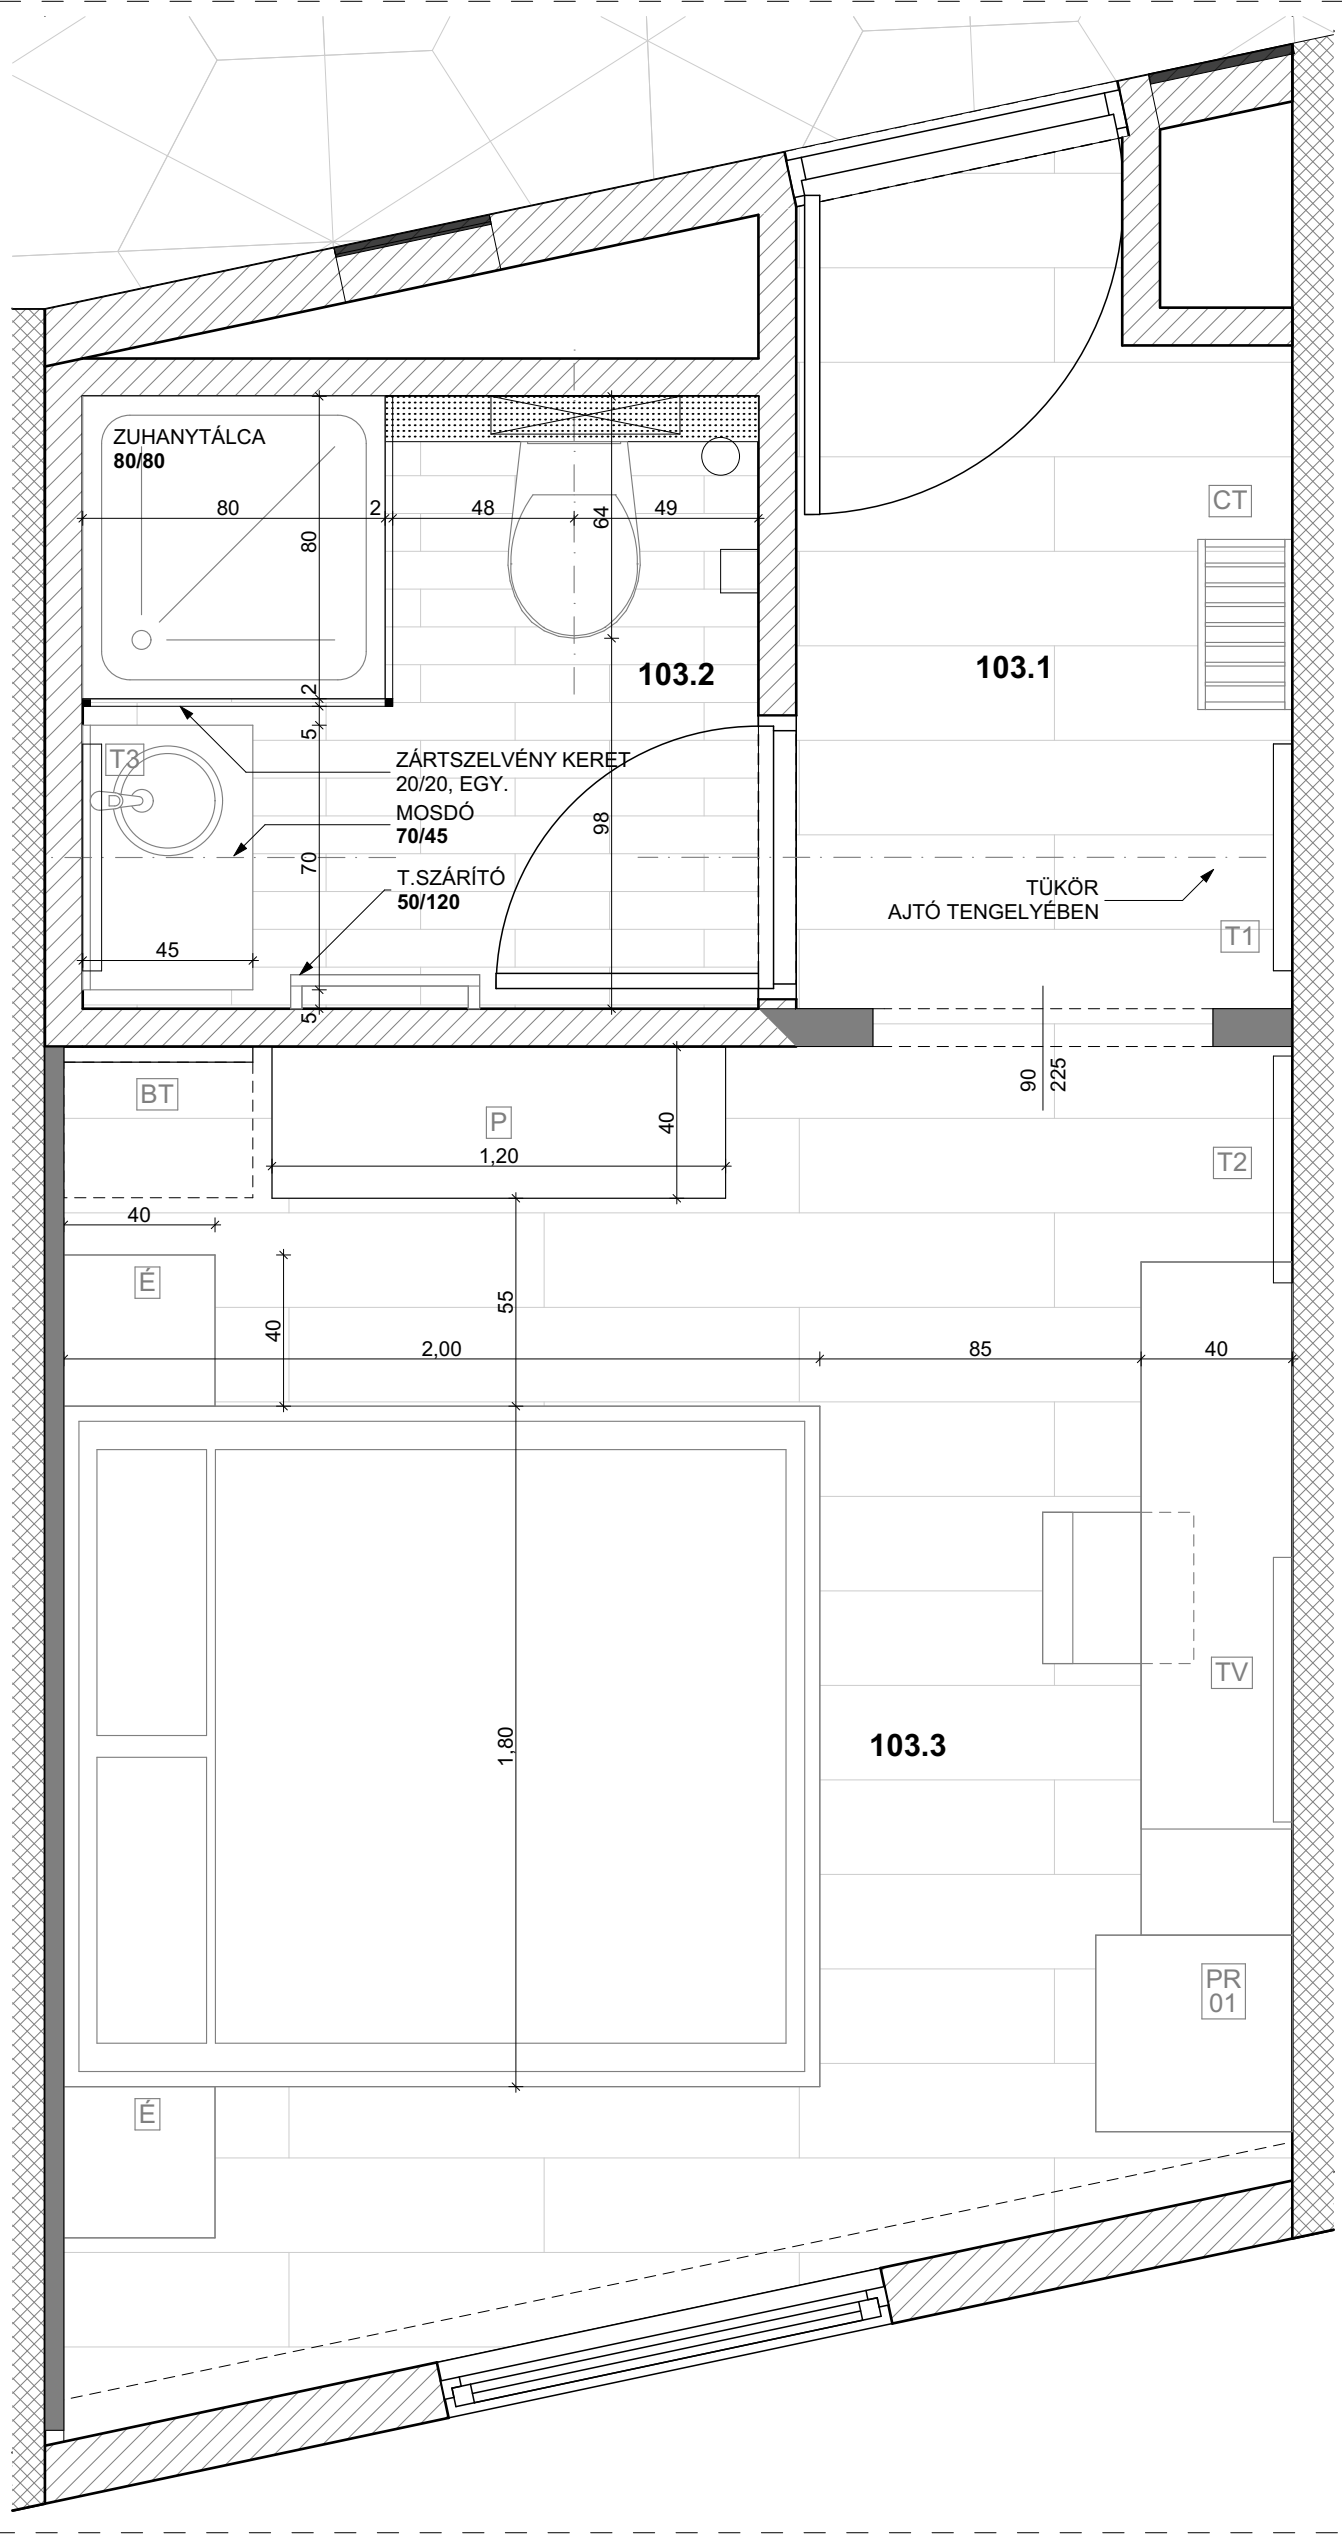 ZUHANYTÁLCA
80/80
CT
80
2
48
49
80
64
103.2
103.1
2
5
T3
ZÁRTSZELVÉNY KERET
20/20, EGY.
MOSDÓ
70/45
98
70
T.SZÁRÍTÓ
50/120
TÜKÖR
AJTÓ TENGELYÉBEN
T1
45
5
90
225
BT
P
40
1,20
T2
40
É
55
40
2,00
85
40
TV
1,80
103.3
PR
01
É